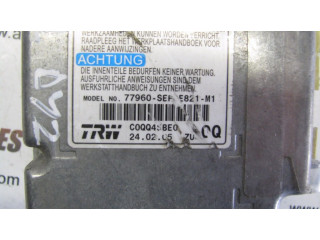 WERKZAAMHEDEN KUNNEN WORDEN VERRICHT.
RAADPLEEG HET WERKPLAATSHANDBOEK VOOR
NADERE AANWIJZINGEN.
ACHTUNG
DIE INNENTEILE BEDÜRFEN KEINER WARTUNG.
AUSFÜHRLICHE ANWEISUNGEN SIND DEM
WERKSTATTHANDBUCH ZU ENTNEHMEN.
MODEL NO. 77960-SEF-E821-M1
TRW
24.02.05